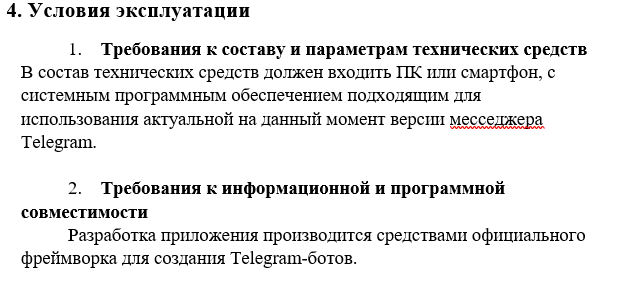 4. Условия эксплуатации
1. Требования к составу и параметрам технических средств
В состав технических средств должен входить ПК или смартфон, с
системным программным обеспечением подходящим для
использования актуальной на данный момент версии месседжера
Telegram.
2. Требования к информационной и программной
совместимости
Разработка приложения производится средствами официального
фреймворка для создания Telegram-ботов.